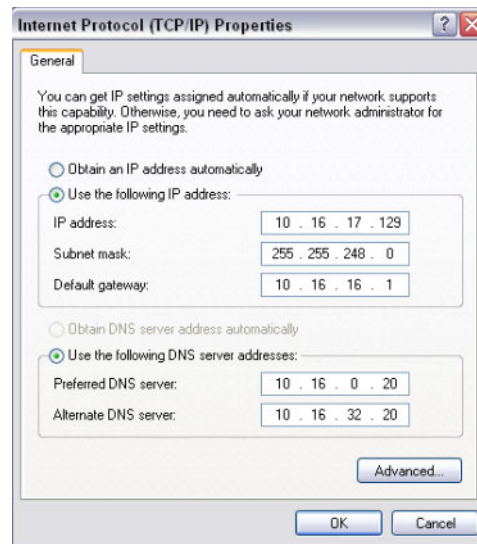 Internet Protocol (TCP/IP) Properties
General
You can get IP settings assigned automatically if your network supports
this capability. Otherwise, you need to ask your network administrator for
the appropriate IP settings.
Obtain an IP address automatically
Use the following IP address:
IP address: 10 . 16 . 17 . 129
Subnet mask: 255 . 255 . 248 . 0
Default gateway: 10 . 16 . 16 . 1
Obtain DNS server address automatically
Use the following DNS server addresses:
Preferred DNS server: 10 . 16 . 0 . 20
Alternate DNS server: 10 . 16 . 32 . 20
Advanced...
OK Cancel